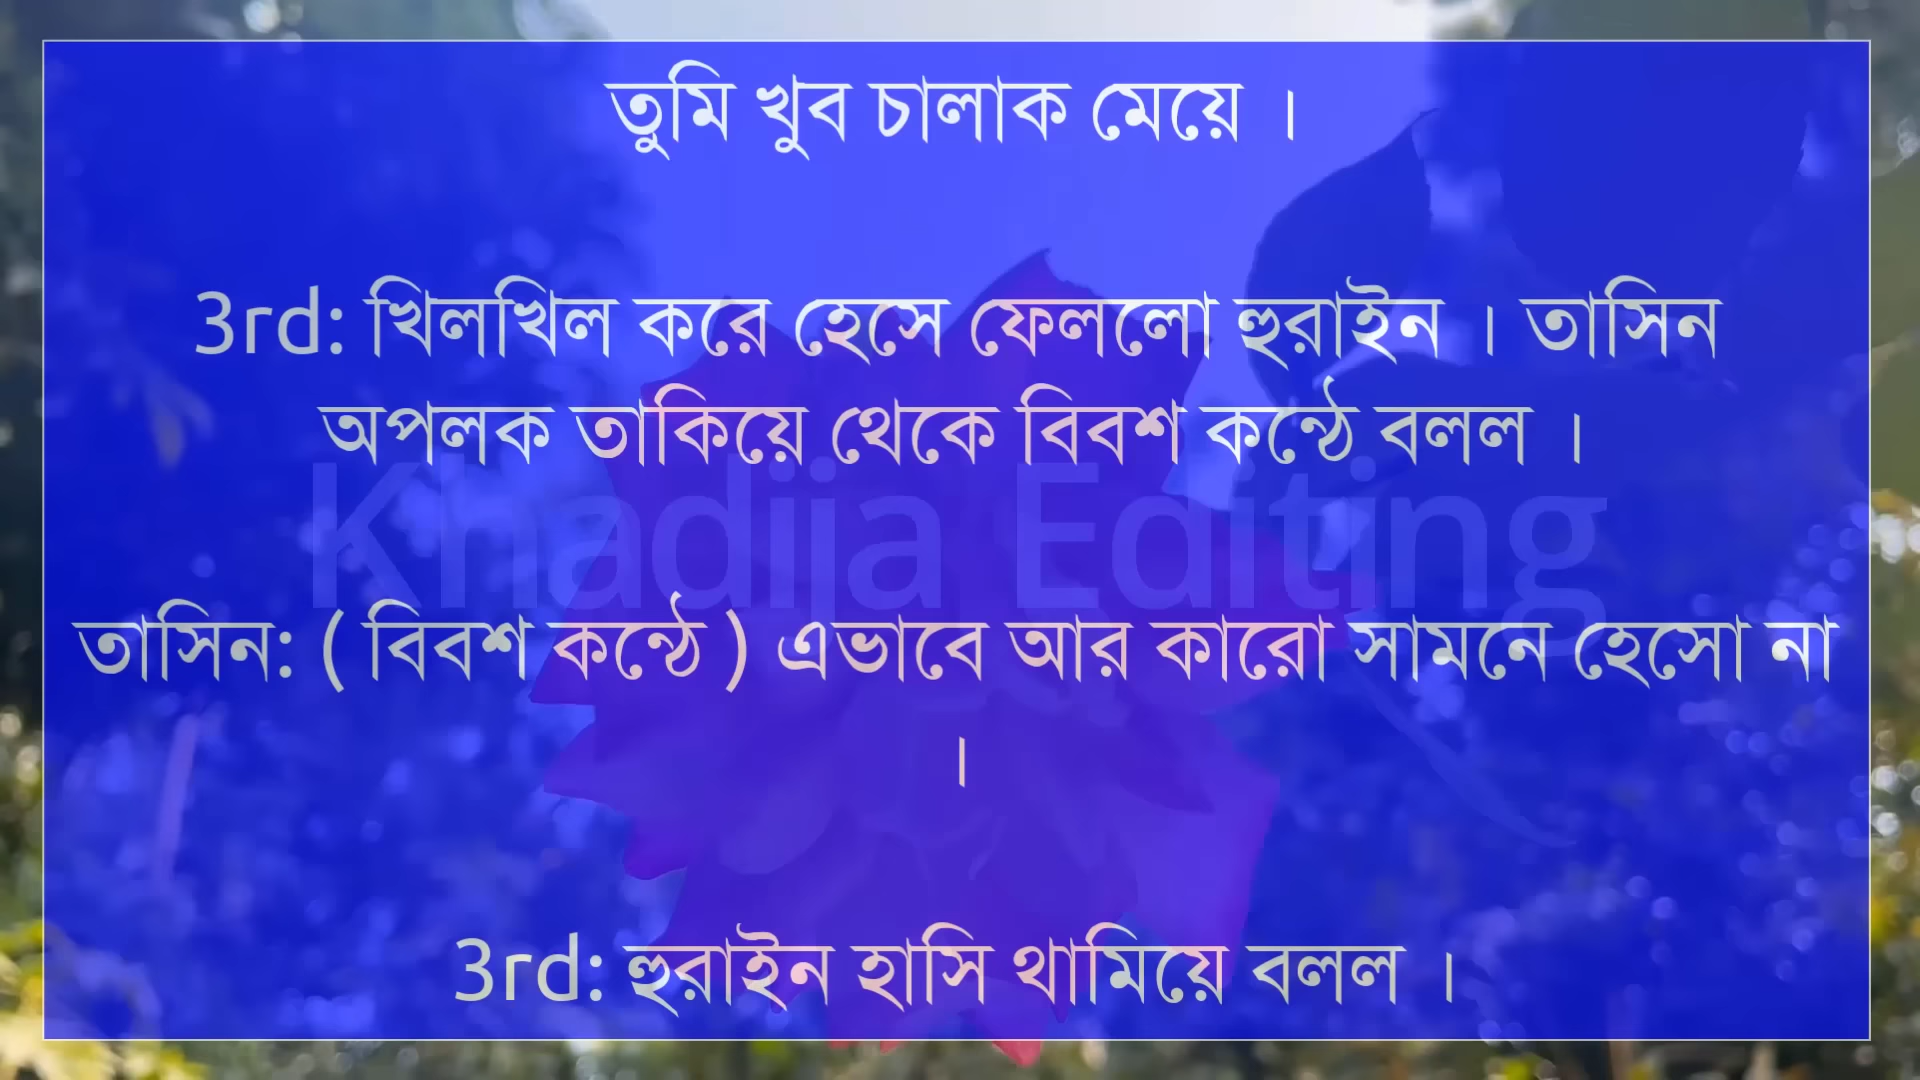 তুমি খুব চালাক মেয়ে ।
3rd: খিলখিল করে হেসে ফেললো হুরাইন । তাসিন
অপলক তাকিয়ে থেকে বিবশ কন্ঠে বলল ।
Khadija Editing
তাসিন: ( বিবশ কন্ঠে ) এভাবে আর কারো সামনে হেসো না
।
3rd: হুরাইন হাসি থামিয়ে বলল ।